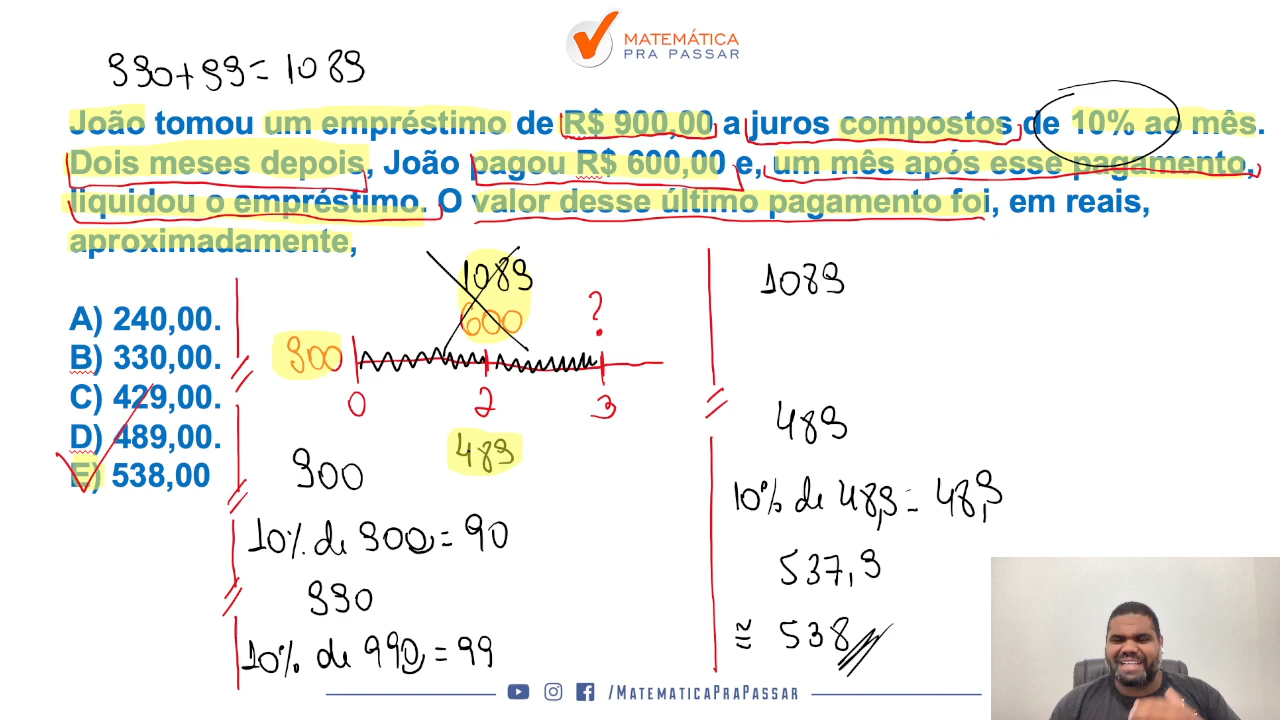 MATEMÁTICA
PRA PASSAR
990+99=1089
João tomou um empréstimo de R$ 900,00 a juros compostos de 10% ao mês.
Dois meses depois, João pagou R$ 600,00 e, um mês após esse pagamento,
liquidou o empréstimo. O valor desse último pagamento foi, em reais,
aproximadamente,
A) 240,00.
B) 330,00.
C) 429,00.
D) 489,00.
E) 538,00
1089
600
?
900
0 2 3
489
900
10% de 900 = 90
990
10% de 990 = 99
1089
489
10% de 48,9 = 48,9
537,9
≅ 538
/MatematicaPraPassar